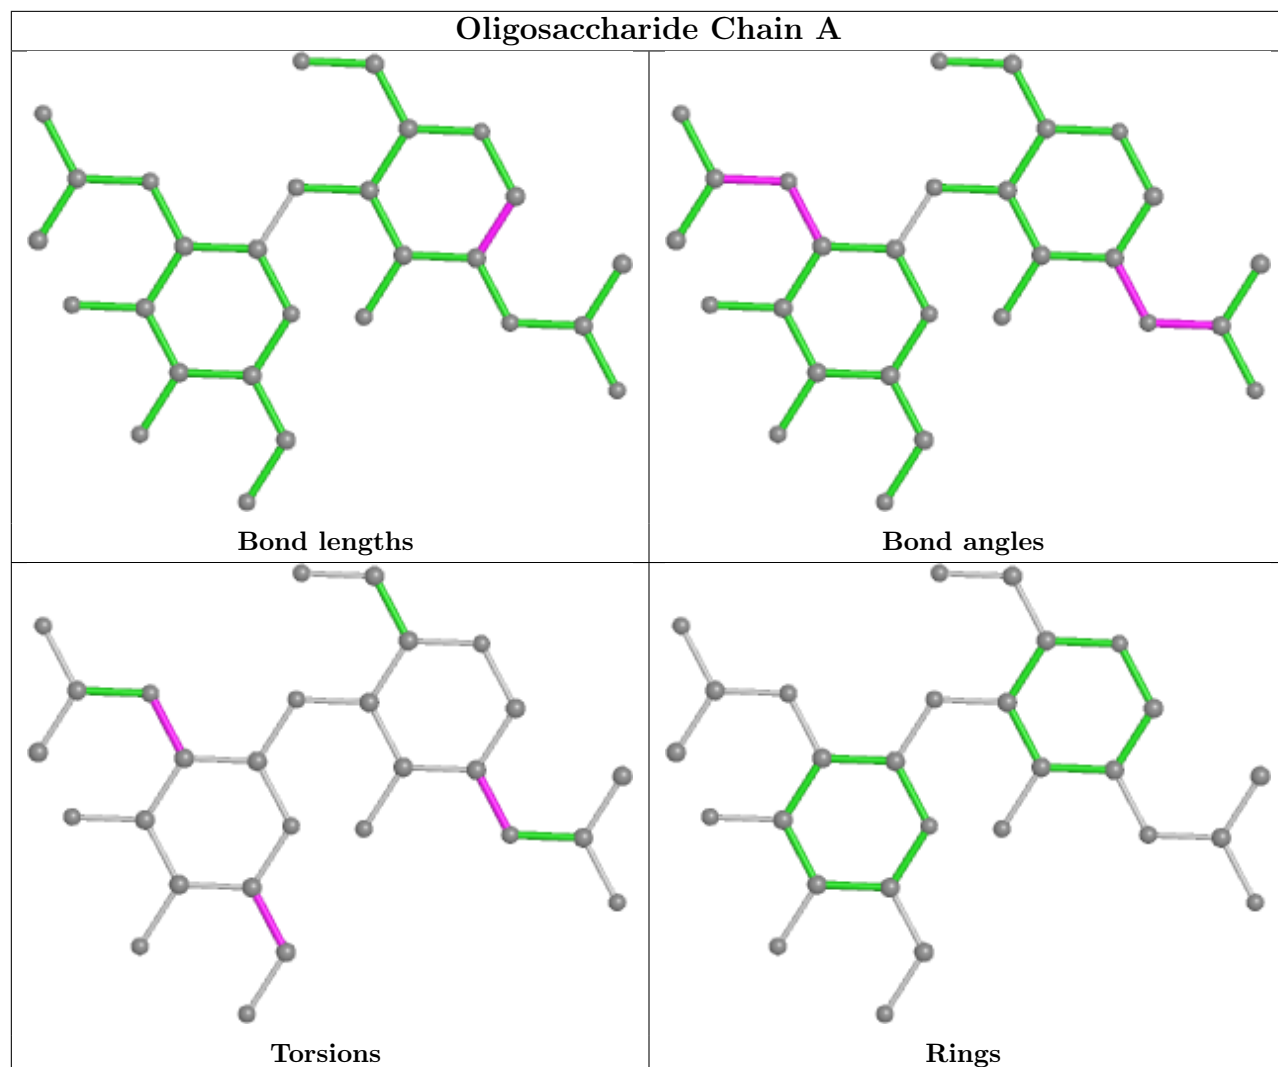 Oligosaccharide Chain A
Bond lengths
Bond angles
Torsions
Rings